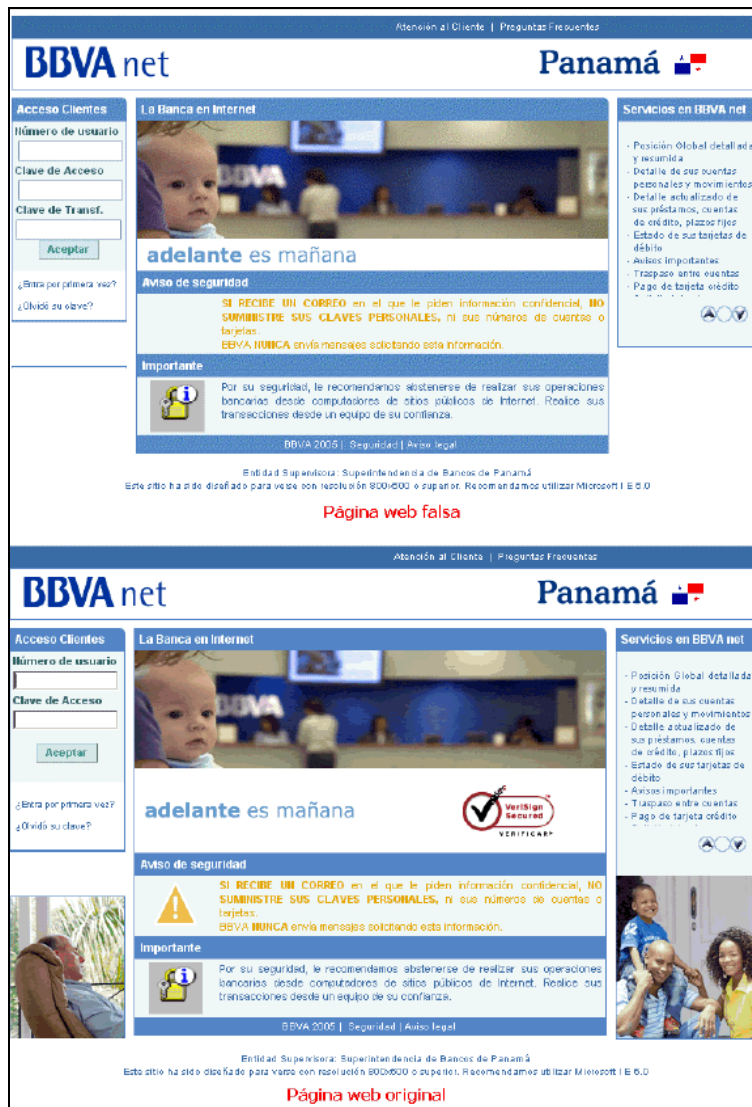 Atención al Cliente | Preguntas Frecuentes
BBVA net
Panamá
Acceso Clientes
Número de usuario
Clave de Acceso
Clave de Transf.
Aceptar
¿Entra por primera vez?
¿Olvidó su clave?
La Banca en Internet
BBVA
adelante es mañana
Aviso de seguridad
SI RECIBE UN CORREO en el que le piden información confidencial, NO
SUMINISTRE SUS CLAVES PERSONALES, ni sus números de cuentas o
tarjetas.
BBVA NUNCA envía mensajes solicitando esta información.
Importante
Por su seguridad, le recomendamos abstenerse de realizar sus operaciones
bancarias desde computadores de sitios públicos de Internet. Realice sus
transacciones desde un equipo de su confianza.
BBVA 2005 | Seguridad | Aviso legal
Servicios en BBVA net
- Posición Global detallada
y resumida
- Detalle de sus cuentas
personales y movimientos
- Detalle actualizado de
sus préstamos, cuentas
de crédito, plazos fijos
- Estado de sus tarjetas de
débito
- Avisos importantes
- Traspaso entre cuentas
- Pago de tarjeta crédito
Entidad Supervisora: Superintendencia de Bancos de Panamá
Este sitio ha sido diseñado para verse con resolución 800x600 o superior. Recomendamos utilizar Microsoft I E 6.0
Página web falsa
Atención al Cliente | Preguntas Frecuentes
BBVA net
Panamá
Acceso Clientes
Número de usuario
Clave de Acceso
Aceptar
¿Entra por primera vez?
¿Olvidó su clave?
La Banca en Internet
BBVA
adelante es mañana
VeriSign
Secured
VERIFICAR
Aviso de seguridad
SI RECIBE UN CORREO en el que le piden información confidencial, NO
SUMINISTRE SUS CLAVES PERSONALES, ni sus números de cuentas o
tarjetas.
BBVA NUNCA envía mensajes solicitando esta información.
Importante
Por su seguridad, le recomendamos abstenerse de realizar sus operaciones
bancarias desde computadores de sitios públicos de Internet. Realice sus
transacciones desde un equipo de su confianza.
BBVA 2005 | Seguridad | Aviso legal
Servicios en BBVA net
- Posición Global detallada
y resumida
- Detalle de sus cuentas
personales y movimientos
- Detalle actualizado de
sus préstamos, cuentas
de crédito, plazos fijos
- Estado de sus tarjetas de
débito
- Avisos importantes
- Traspaso entre cuentas
- Pago de tarjeta crédito
Entidad Supervisora: Superintendencia de Bancos de Panamá
Este sitio ha sido diseñado para verse con resolución 800x600 o superior. Recomendamos utilizar Microsoft I E 6.0
Página web original